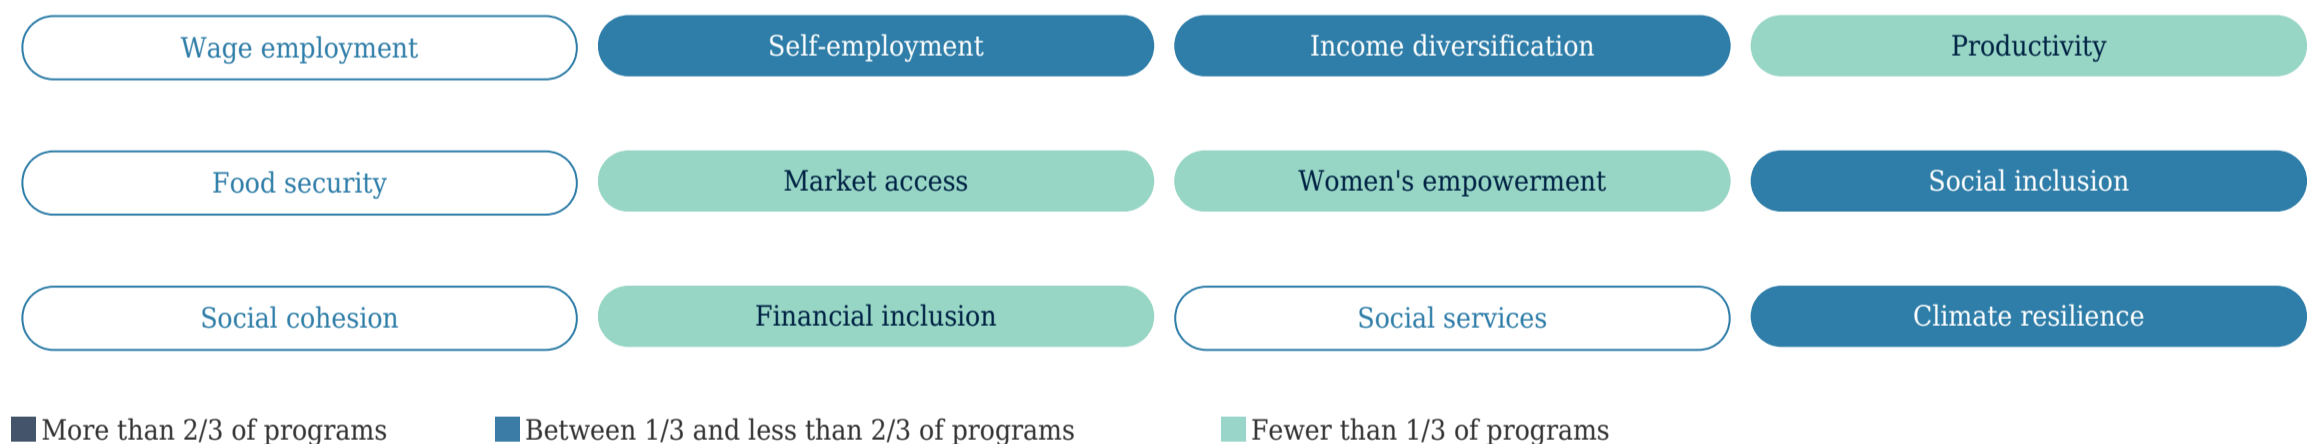 Wage employment
Self-employment
Income diversification
Productivity
Food security
Market access
Women's empowerment
Social inclusion
Social cohesion
Financial inclusion
Social services
Climate resilience
More than 2/3 of programs
Between 1/3 and less than 2/3 of programs
Fewer than 1/3 of programs